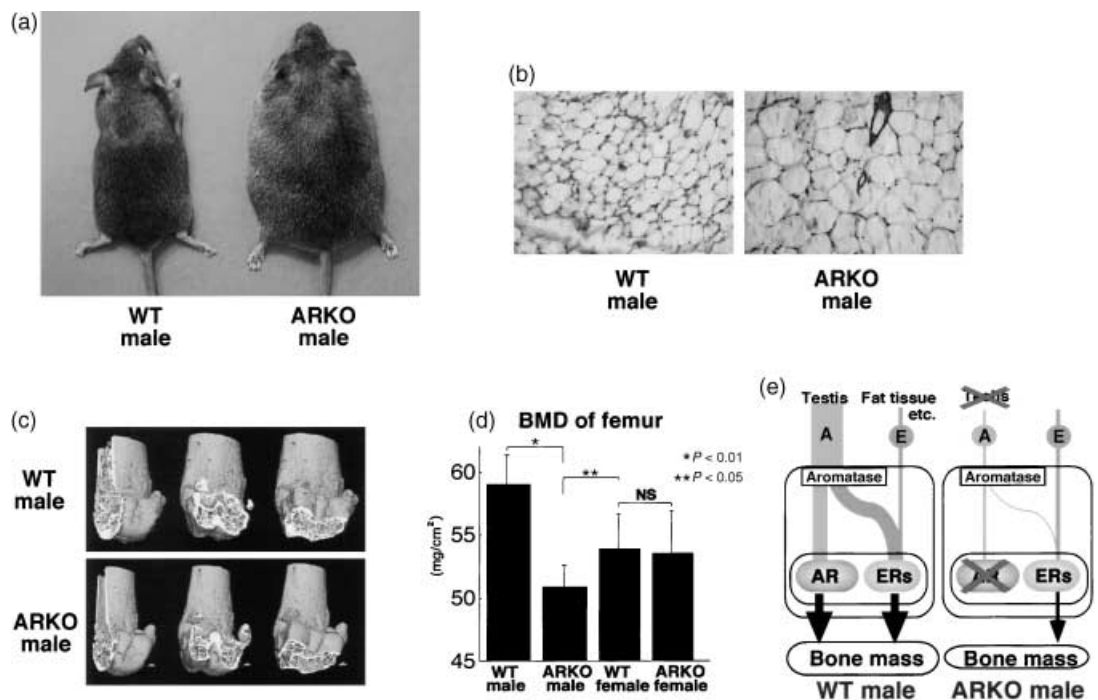 (a)
WT
male
ARKO
male
(b)
WT
male
ARKO
male
(c)
WT
male
ARKO
male
(d)
BMD of femur
* P < 0.01
** P < 0.05
*
**
NS
60
55
50
45
(mg/cm²)
WT
male
ARKO
male
WT
female
ARKO
female
(e)
Testis
Fat tissue
etc.
A
E
Aromatase
AR
ERs
Bone mass
WT male
Testis
A
E
Aromatase
AR
ERs
Bone mass
ARKO male